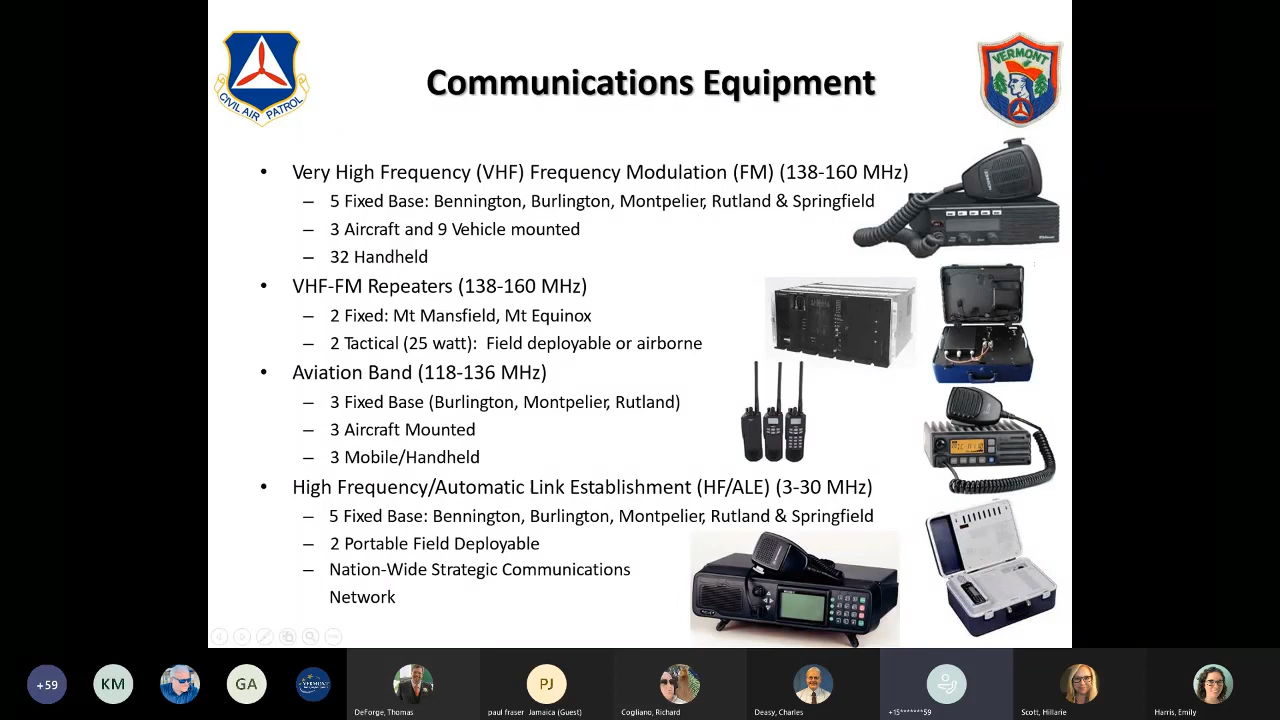 Communications Equipment
CIVIL AIR PATROL
VERMONT
• Very High Frequency (VHF) Frequency Modulation (FM) (138-160 MHz)
– 5 Fixed Base: Bennington, Burlington, Montpelier, Rutland & Springfield
– 3 Aircraft and 9 Vehicle mounted
– 32 Handheld
• VHF-FM Repeaters (138-160 MHz)
– 2 Fixed: Mt Mansfield, Mt Equinox
– 2 Tactical (25 watt): Field deployable or airborne
• Aviation Band (118-136 MHz)
– 3 Fixed Base (Burlington, Montpelier, Rutland)
– 3 Aircraft Mounted
– 3 Mobile/Handheld
• High Frequency/Automatic Link Establishment (HF/ALE) (3-30 MHz)
– 5 Fixed Base: Bennington, Burlington, Montpelier, Rutland & Springfield
– 2 Portable Field Deployable
– Nation-Wide Strategic Communications
Network
+59
KM
GA
VERMONT
PJ
DeForge, Thomas
paul fraser Jamaica (Guest)
Cogliano, Richard
Deasy, Charles
+15*******59
Scott, Hillarie
Harris, Emily